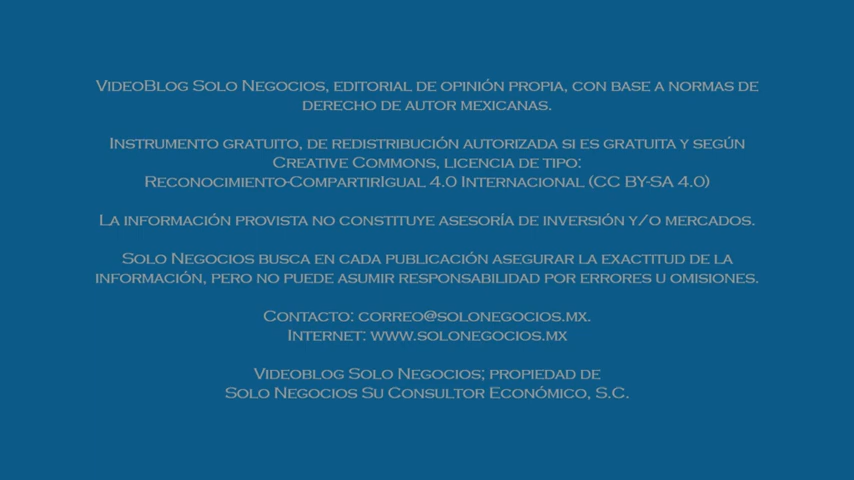 VideoBlog Solo Negocios, editorial de opinión propia, con base a normas de
derecho de autor mexicanas.
Instrumento gratuito, de redistribución autorizada si es gratuita y según
Creative Commons, licencia de tipo:
Reconocimiento-CompartirIgual 4.0 Internacional (CC BY-SA 4.0)
La información provista no constituye asesoría de inversión y/o mercados.
Solo Negocios busca en cada publicación asegurar la exactitud de la
información, pero no puede asumir responsabilidad por errores u omisiones.
Contacto: correo@solonegocios.mx.
Internet: www.solonegocios.mx
Videoblog Solo Negocios; propiedad de
Solo Negocios Su Consultor Económico, S.C.